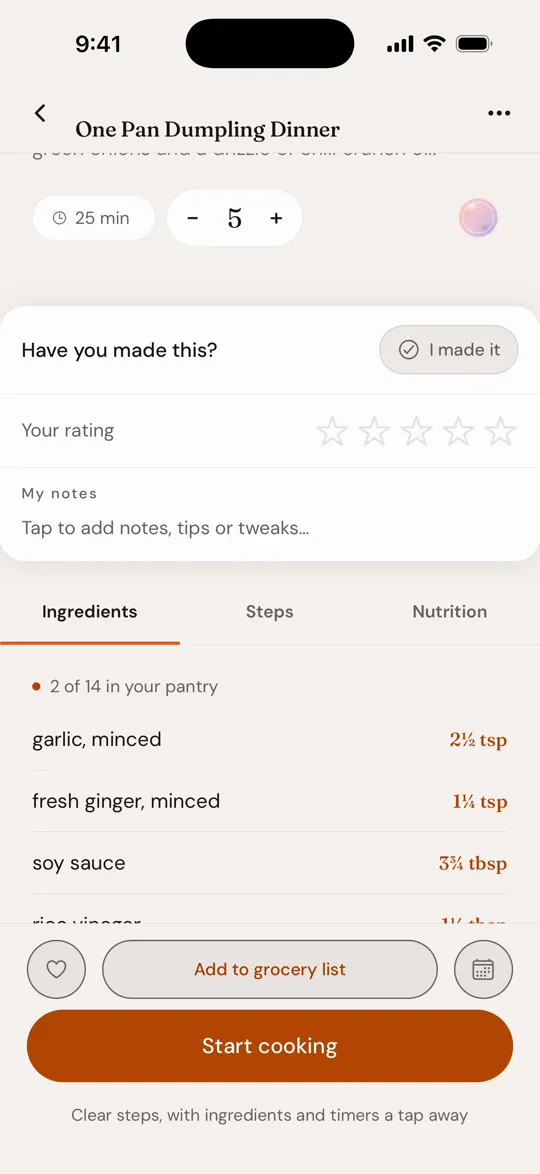 9:41
One Pan Dumpling Dinner
25 min
- 5 +
Have you made this?
I made it
Your rating
My notes
Tap to add notes, tips or tweaks…
Ingredients
Steps
Nutrition
2 of 14 in your pantry
garlic, minced
2½ tsp
fresh ginger, minced
1¼ tsp
soy sauce
3¾ tbsp
rice vinegar
Add to grocery list
Start cooking
Clear steps, with ingredients and timers a tap away